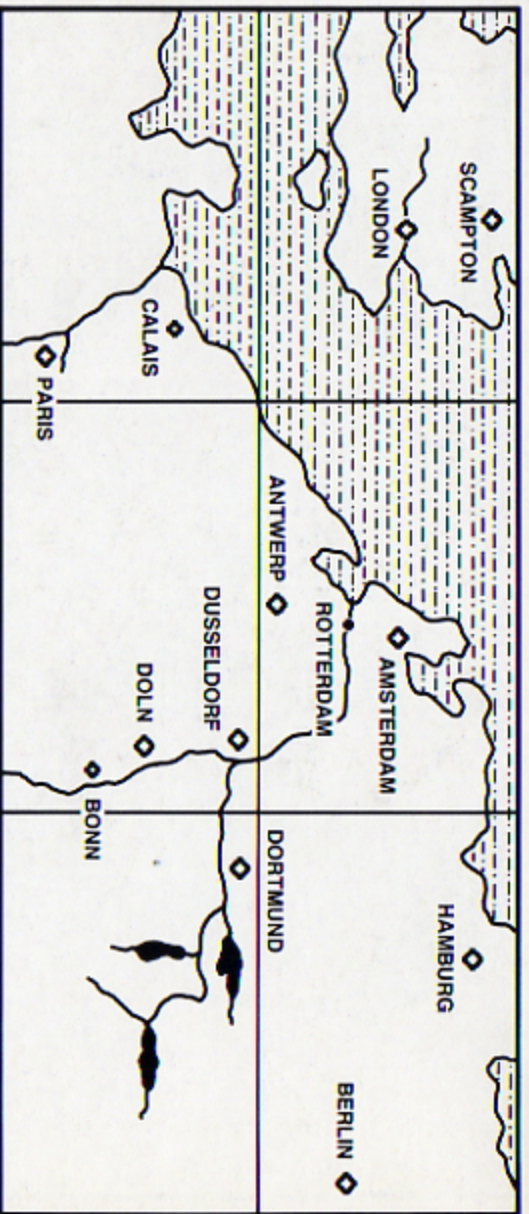 SCAMPTON
LONDON
CALAIS
PARIS
ANTWERP
ROTTERDAM
AMSTERDAM
DUSSELDORF
DOLN
BONN
DORTMUND
HAMBURG
BERLIN